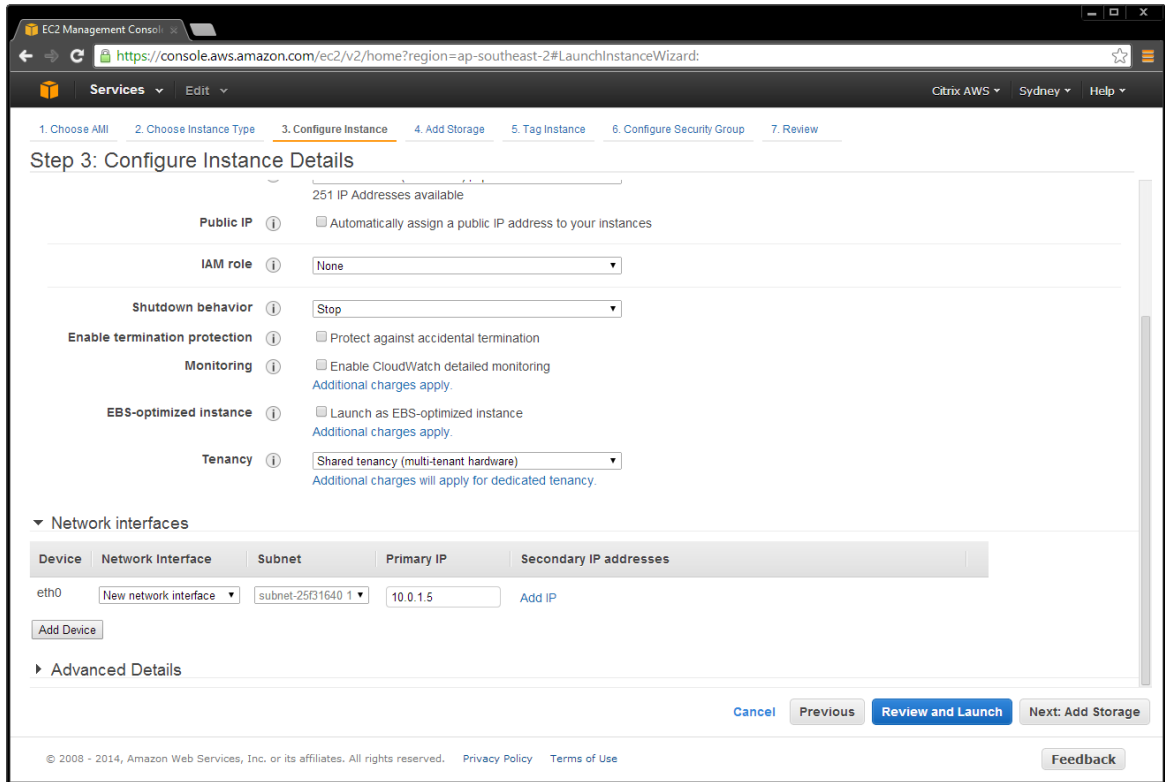 EC2 Management Consol
https://console.aws.amazon.com/ec2/v2/home?region=ap-southeast-2#LaunchInstanceWizard:
Services Edit Citrix AWS Sydney Help
1. Choose AMI 2. Choose Instance Type 3. Configure Instance 4. Add Storage 5. Tag Instance 6. Configure Security Group 7. Review
Step 3: Configure Instance Details
251 IP Addresses available
Public IP Automatically assign a public IP address to your instances
IAM role None
Shutdown behavior Stop
Enable termination protection Protect against accidental termination
Monitoring Enable CloudWatch detailed monitoring
Additional charges apply.
EBS-optimized instance Launch as EBS-optimized instance
Additional charges apply.
Tenancy Shared tenancy (multi-tenant hardware)
Additional charges will apply for dedicated tenancy.
Network interfaces
Device Network Interface Subnet Primary IP Secondary IP addresses
eth0 New network interface subnet-25f31640 1 10.0.1.5 Add IP
Add Device
Advanced Details
Cancel Previous Review and Launch Next: Add Storage
© 2008 - 2014, Amazon Web Services, Inc. or its affiliates. All rights reserved. Privacy Policy Terms of Use Feedback